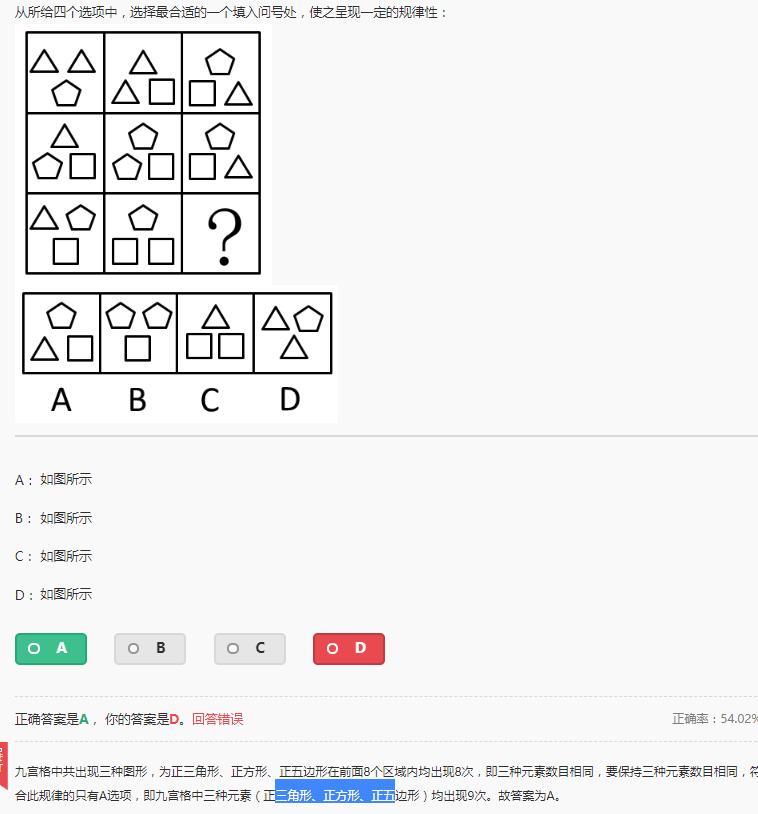 从所给四个选项中，选择最合适的一个填入问号处，使之呈现一定的规律性：
?
A B C D
A： 如图所示
B： 如图所示
C： 如图所示
D： 如图所示
A B C D
正确答案是A， 你的答案是D。回答错误
正确率：54.02%
九宫格中共出现三种图形，为正三角形、正方形、正五边形在前面8个区域内均出现8次，即三种元素数目相同，要保持三种元素数目相同，符
合此规律的只有A选项，即九宫格中三种元素（正三角形、正方形、正五边形）均出现9次。故答案为A。